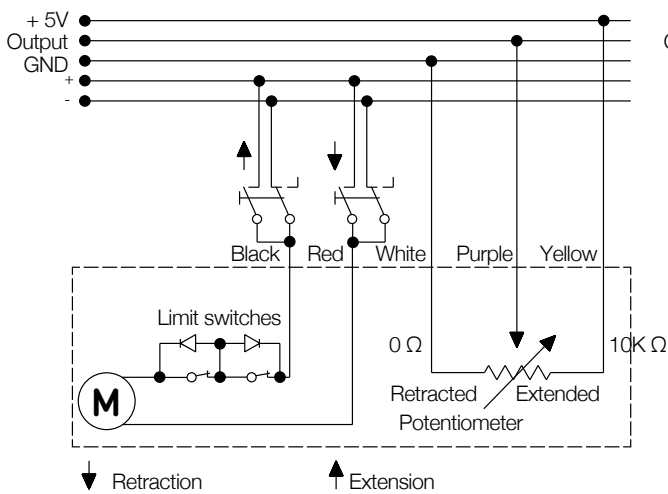 + 5V
Output
GND
+
-
Black Red White Purple Yellow
Limit switches
0 Ω
10K Ω
M
Retracted Extended
Potentiometer
Retraction
Extension